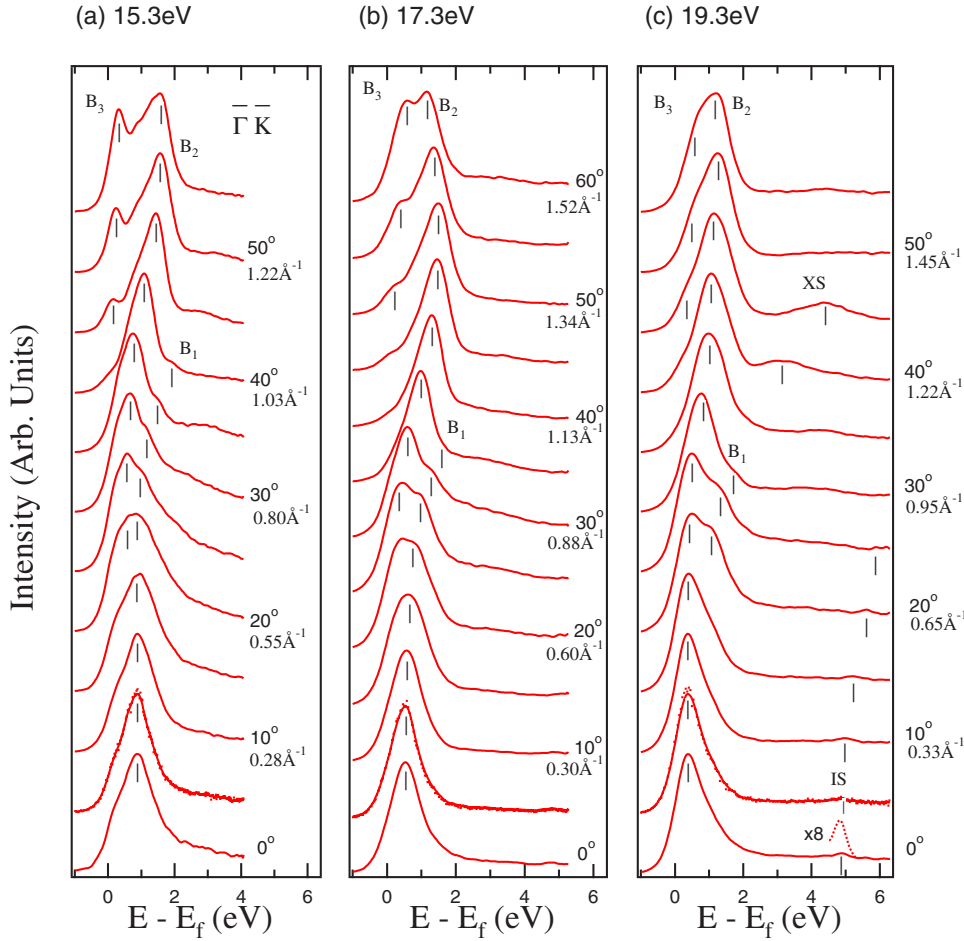 (a) 15.3eV
(b) 17.3eV
(c) 19.3eV
Intensity (Arb. Units)
B₃
Γ̅ K̅
B₂
50°
1.22Å⁻¹
B₁
40°
1.03Å⁻¹
30°
0.80Å⁻¹
20°
0.55Å⁻¹
10°
0.28Å⁻¹
0°
0 2 4 6
E - E_f (eV)
B₃
B₂
60°
1.52Å⁻¹
50°
1.34Å⁻¹
40°
1.13Å⁻¹
B₁
30°
0.88Å⁻¹
20°
0.60Å⁻¹
10°
0.30Å⁻¹
0°
0 2 4 6
E - E_f (eV)
B₃
B₂
50°
1.45Å⁻¹
XS
40°
1.22Å⁻¹
B₁
30°
0.95Å⁻¹
20°
0.65Å⁻¹
10°
0.33Å⁻¹
IS
x8
0°
0 2 4 6
E - E_f (eV)